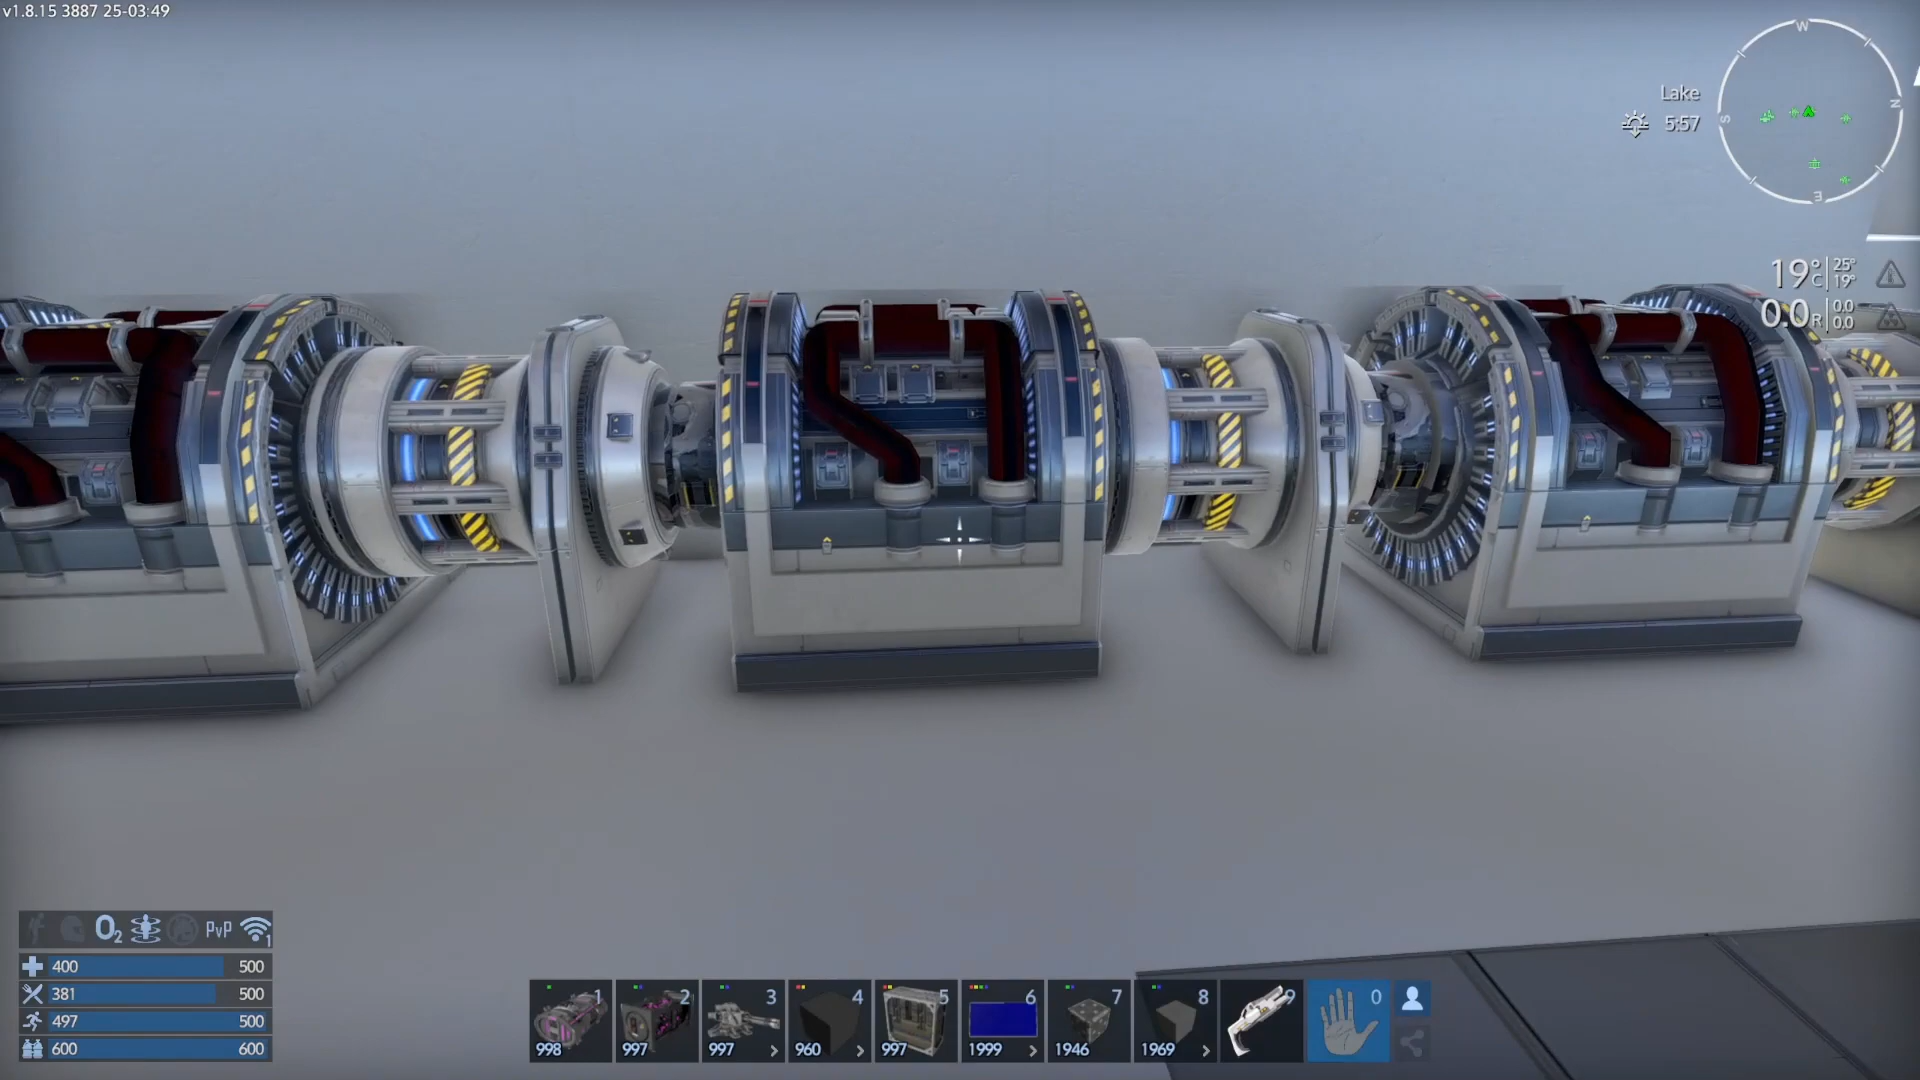 v1.8.15 3887 25-03:49
W
N
S
E
Lake
5:57
19°C 25° 19°
0.0R 0.0 0.0
O2 PvP 1
400 500
381 500
497 500
600 600
1 2 3 4 5 6 7 8 9 0
998 997 997 960 997 1999 1946 1969